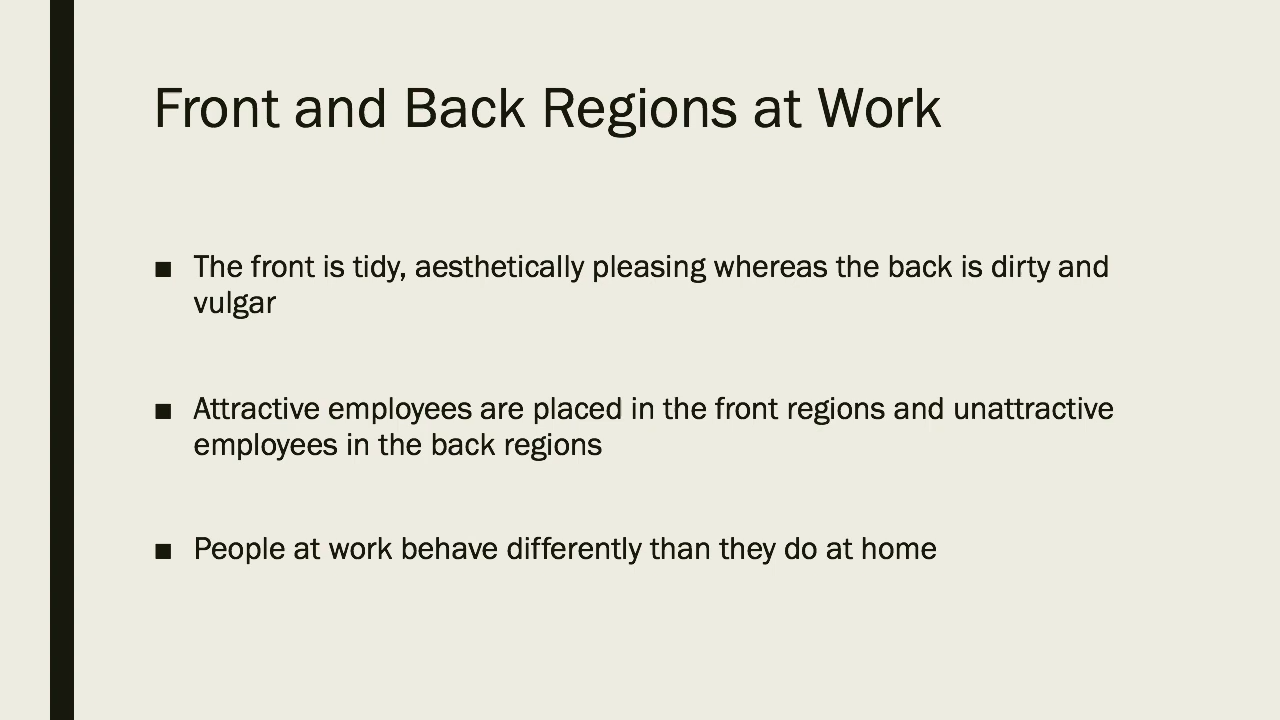 Front and Back Regions at Work
■ The front is tidy, aesthetically pleasing whereas the back is dirty and
vulgar
■ Attractive employees are placed in the front regions and unattractive
employees in the back regions
■ People at work behave differently than they do at home